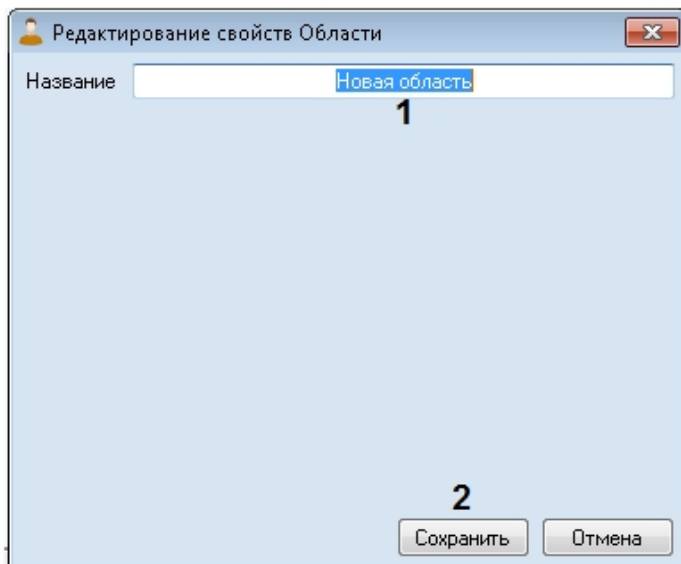 Редактирование свойств Области
Название Новая область
1
2
Сохранить Отмена